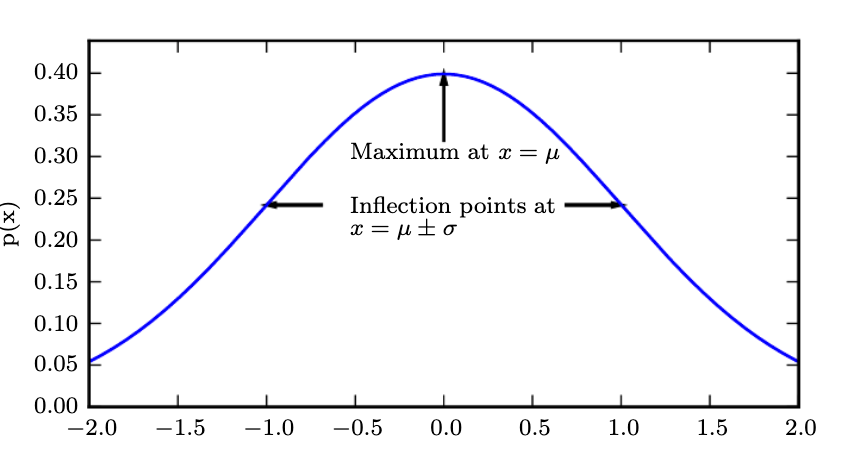 0.40
0.35
0.30
0.25
0.20
0.15
0.10
0.05
0.00
p(x)
Maximum at x = μ
Inflection points at
x = μ ± σ
−2.0 −1.5 −1.0 −0.5 0.0 0.5 1.0 1.5 2.0